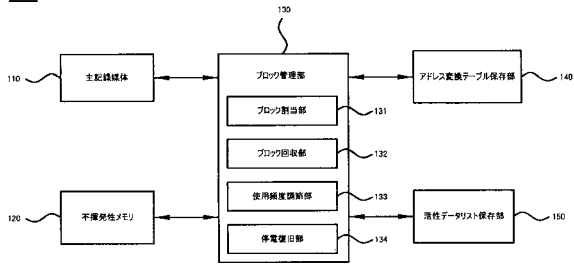 130
110
主記録媒体
ブロック管理部
アドレス変換テーブル保存部
140
ブロック割当部
131
ブロック回収部
132
120
不揮発性メモリ
使用頻度調節部
133
活性データリスト保存部
150
停電復旧部
134